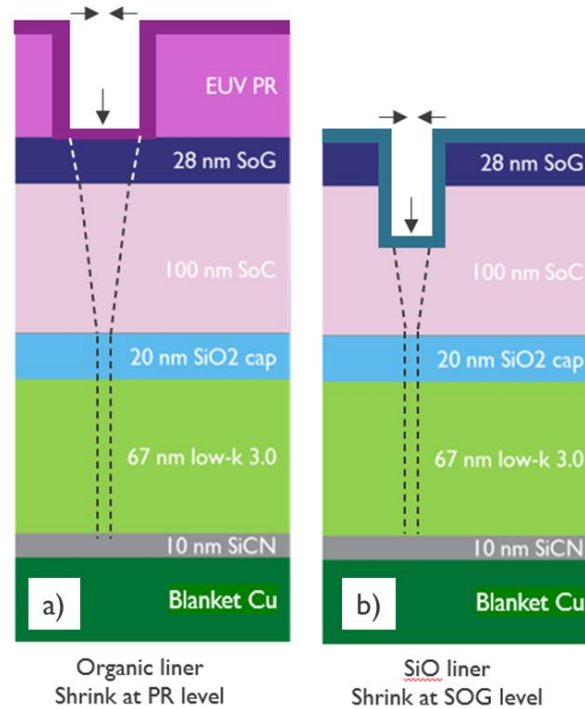 EUV PR
28 nm SoG
100 nm SoC
20 nm SiO2 cap
67 nm low-k 3.0
10 nm SiCN
Blanket Cu
a)
Organic liner
Shrink at PR level
28 nm SoG
100 nm SoC
20 nm SiO2 cap
67 nm low-k 3.0
10 nm SiCN
Blanket Cu
b)
SiO liner
Shrink at SOG level